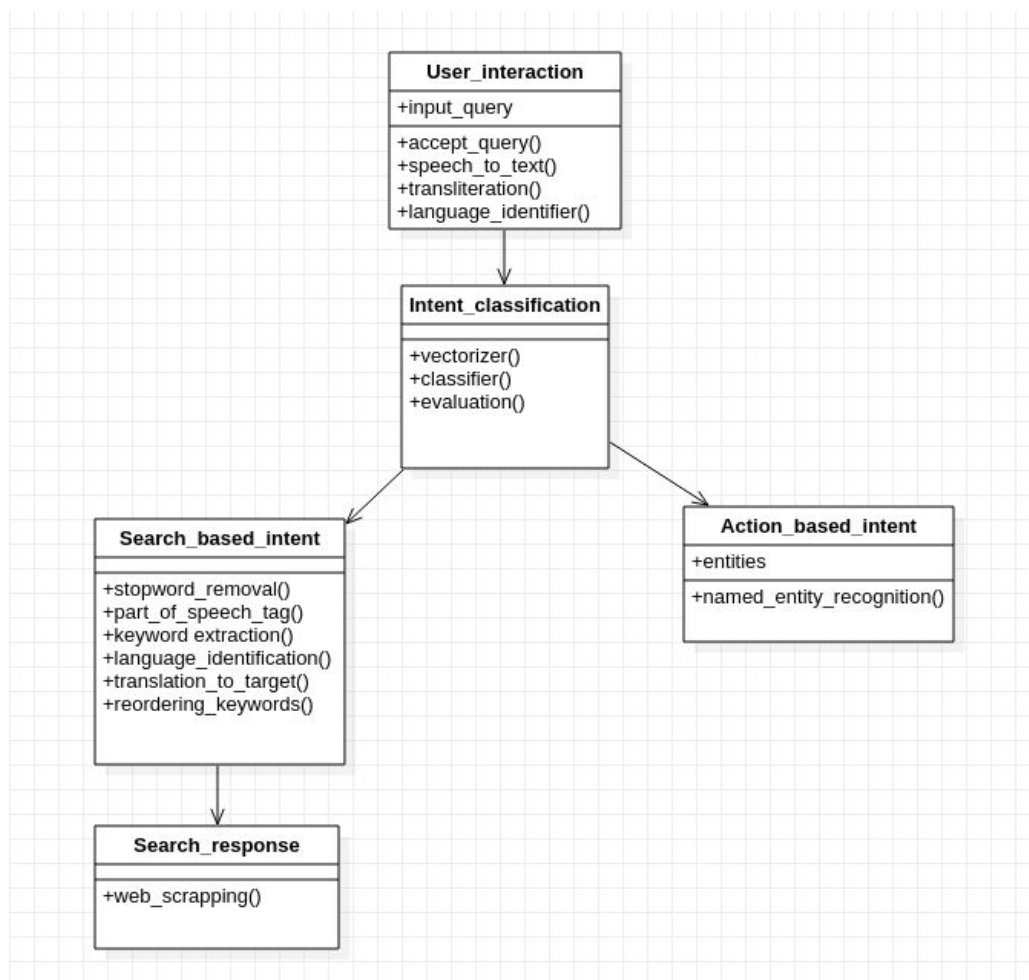 User_interaction
+input_query
+accept_query()
+speech_to_text()
+transliteration()
+language_identifier()
Intent_classification
+vectorizer()
+classifier()
+evaluation()
Search_based_intent
+stopword_removal()
+part_of_speech_tag()
+keyword extraction()
+language_identification()
+translation_to_target()
+reordering_keywords()
Action_based_intent
+entities
+named_entity_recognition()
Search_response
+web_scrapping()